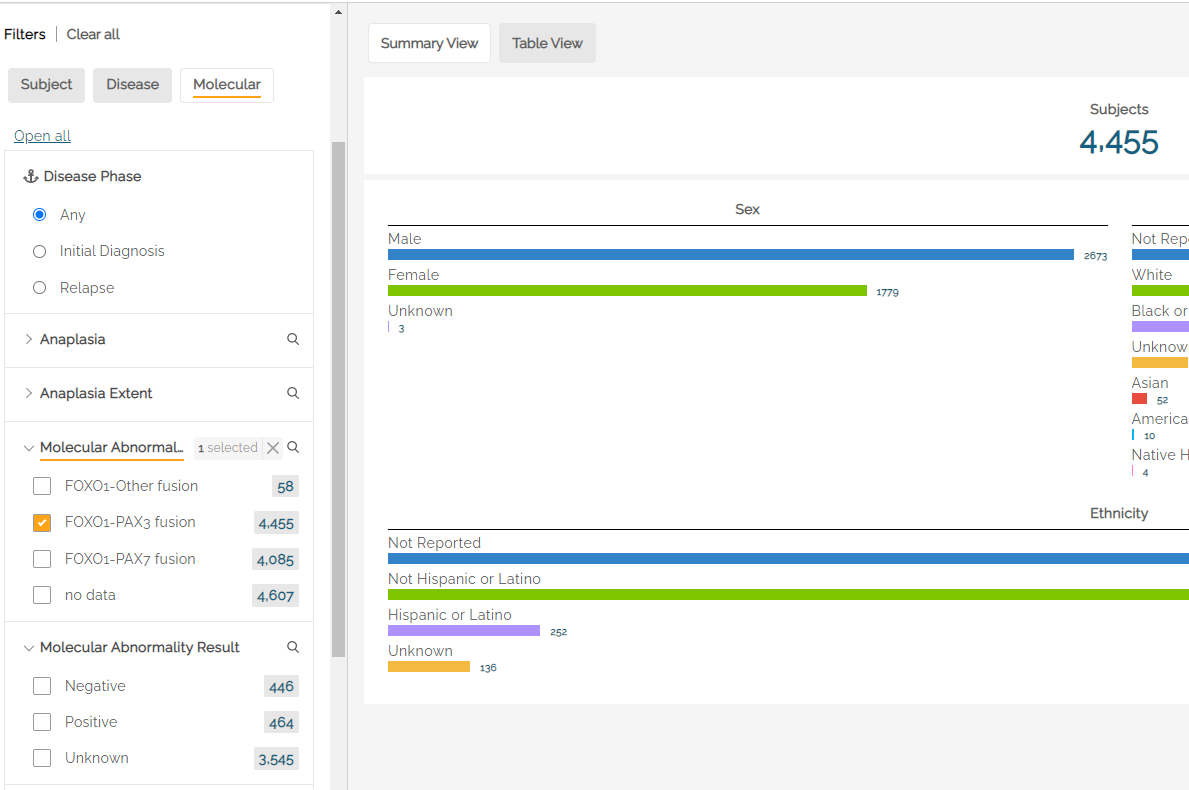 Filters | Clear all
Subject Disease Molecular
Open all
Disease Phase
Any
Initial Diagnosis
Relapse
Anaplasia
Anaplasia Extent
Molecular Abnormal... 1 selected
FOXO1-Other fusion 58
FOXO1-PAX3 fusion 4,455
FOXO1-PAX7 fusion 4,085
no data 4,607
Molecular Abnormality Result
Negative 446
Positive 464
Unknown 3,545
Summary View Table View
Subjects
4,455
Sex
Male
2673
Female
1779
Unknown
3
Not Rep
White
Black or
Unknow
Asian
52
America
10
Native H
4
Ethnicity
Not Reported
Not Hispanic or Latino
Hispanic or Latino
252
Unknown
136